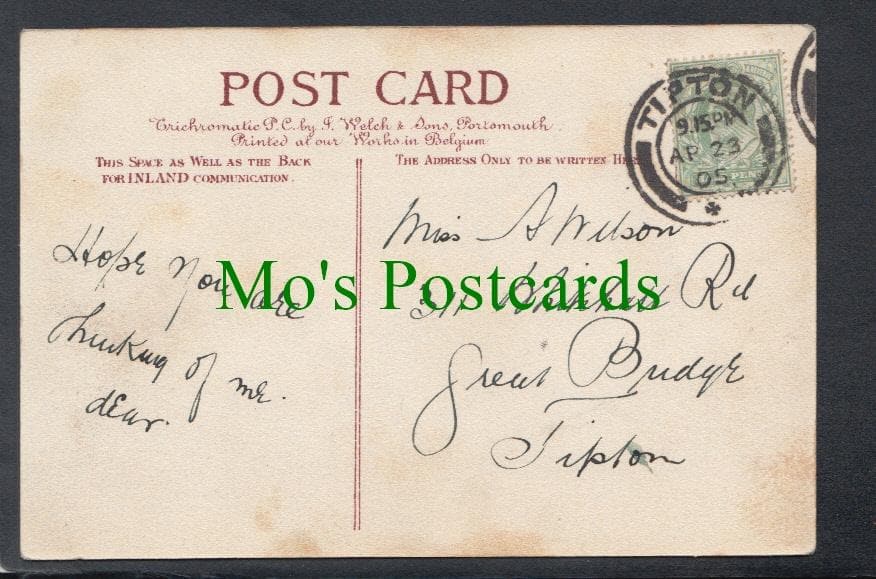 POST CARD
Trichromatic P.C. by F. Welch & Sons, Portsmouth.
Printed at our Works in Belgium
THIS SPACE AS WELL AS THE BACK
FOR INLAND COMMUNICATION.
THE ADDRESS ONLY TO BE WRITTEN HERE
TIPTON
9.15PM
AP 23
05
PENNY
Hope you are
thinking of me.
dear.
Miss A Wilson
Rd
Great Bridge
Tipton
Mo's Postcards